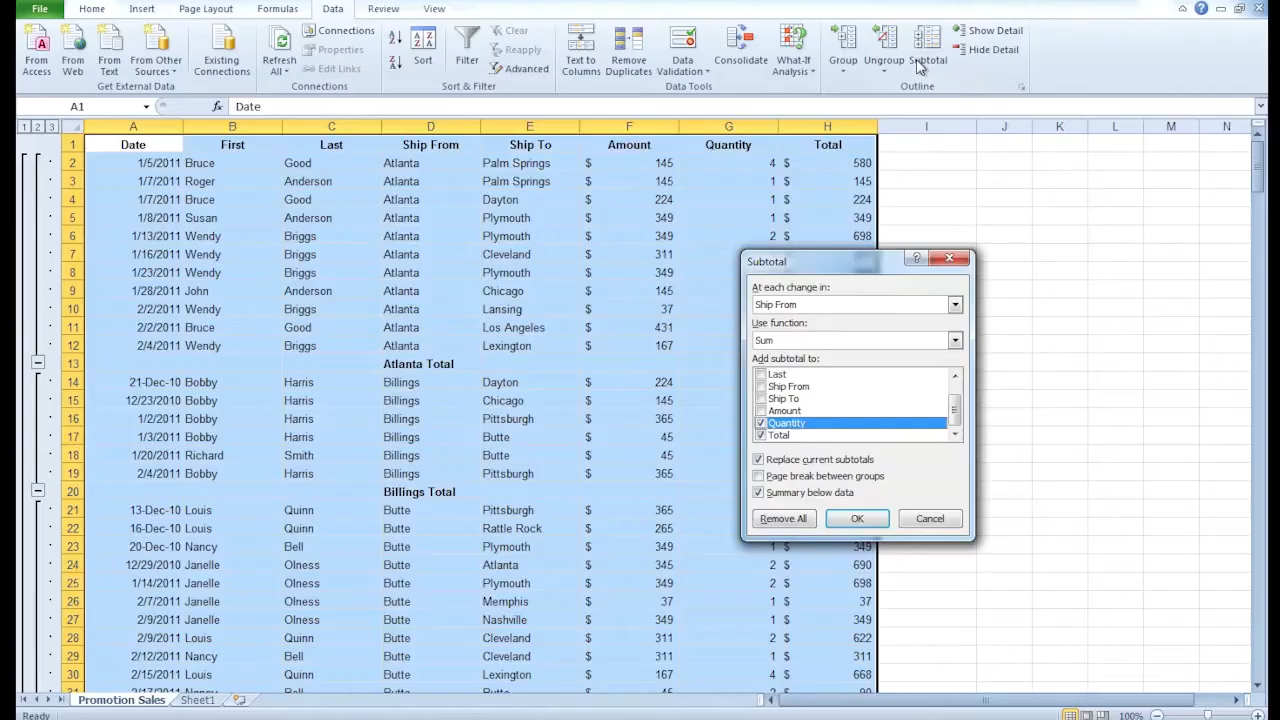 File Home Insert Page Layout Formulas Data Review View
From Access From Web From Text From Other Sources Existing Connections Refresh All Connections Properties Edit Links Sort Filter Clear Reapply Advanced Text to Columns Remove Duplicates Data Validation Consolidate What-If Analysis Group Ungroup Subtotal Show Detail Hide Detail
Get External Data Connections Sort & Filter Data Tools Outline
A1 fx Date
1 2 3 A B C D E F G H I J K L M N
1 Date First Last Ship From Ship To Amount Quantity Total
2 1/5/2011 Bruce Good Atlanta Palm Springs $ 145 4 $ 580
3 1/7/2011 Roger Anderson Atlanta Palm Springs $ 145 1 $ 145
4 1/7/2011 Bruce Good Atlanta Dayton $ 224 1 $ 224
5 1/8/2011 Susan Anderson Atlanta Plymouth $ 349 1 $ 349
6 1/13/2011 Wendy Briggs Atlanta Plymouth $ 349 2 $ 698
7 1/16/2011 Wendy Briggs Atlanta Cleveland $ 311
8 1/23/2011 Wendy Briggs Atlanta Plymouth $ 349
9 1/28/2011 John Anderson Atlanta Chicago $ 145
10 2/2/2011 Wendy Briggs Atlanta Lansing $ 37
11 2/2/2011 Bruce Good Atlanta Los Angeles $ 431
12 2/4/2011 Wendy Briggs Atlanta Lexington $ 167
13 Atlanta Total
14 21-Dec-10 Bobby Harris Billings Dayton $ 224
15 12/23/2010 Bobby Harris Billings Chicago $ 145
16 1/2/2011 Bobby Harris Billings Pittsburgh $ 365
17 1/3/2011 Bobby Harris Billings Butte $ 45
18 1/20/2011 Richard Smith Billings Butte $ 45
19 2/4/2011 Bobby Harris Billings Pittsburgh $ 365
20 Billings Total
21 13-Dec-10 Louis Quinn Butte Pittsburgh $ 365
22 16-Dec-10 Louis Quinn Butte Rattle Rock $ 265
23 20-Dec-10 Nancy Bell Butte Plymouth $ 349 1 $ 349
24 12/29/2010 Janelle Olness Butte Atlanta $ 345 2 $ 690
25 1/14/2011 Janelle Olness Butte Plymouth $ 349 2 $ 698
26 2/7/2011 Janelle Olness Butte Memphis $ 37 1 $ 37
27 2/9/2011 Janelle Olness Butte Nashville $ 349 1 $ 349
28 2/9/2011 Louis Quinn Butte Cleveland $ 311 2 $ 622
29 2/12/2011 Nancy Bell Butte Cleveland $ 311 1 $ 311
30 2/15/2011 Louis Quinn Butte Lexington $ 167 4 $ 668
Subtotal
At each change in:
Ship From
Use function:
Sum
Add subtotal to:
Last
Ship From
Ship To
Amount
Quantity
Total
Replace current subtotals
Page break between groups
Summary below data
Remove All OK Cancel
Promotion Sales Sheet1
Ready 100%